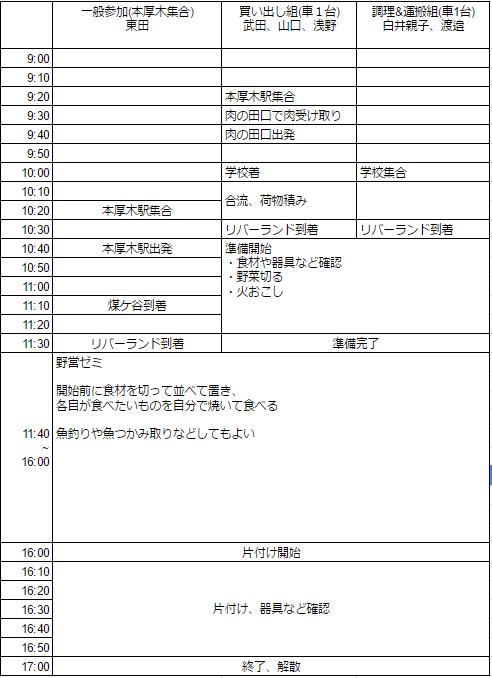 一般参加(本厚木集合)
東田
買い出し組(車１台)
武田、山口、浅野
調理&運搬組(車1台)
白井親子、渡邉
9:00
9:10
9:20 本厚木駅集合
9:30 肉の田口で肉受け取り
9:40 肉の田口出発
9:50
10:00 学校着 学校集合
10:10
合流、荷物積み
10:20 本厚木駅集合
10:30 リバーランド到着 リバーランド到着
10:40 本厚木駅出発 準備開始
10:50 ・食材や器具など確認
・野菜切る
11:00 ・火おこし
11:10 煤ケ谷到着
11:20
11:30 リバーランド到着 準備完了
野営ゼミ
開始前に食材を切って並べて置き、
各自が食べたいものを自分で焼いて食べる
11:40 魚釣りや魚つかみ取りなどしてもよい
~
16:00
16:00 片付け開始
16:10
16:20
16:30 片付け、器具など確認
16:40
16:50
17:00 終了、解散